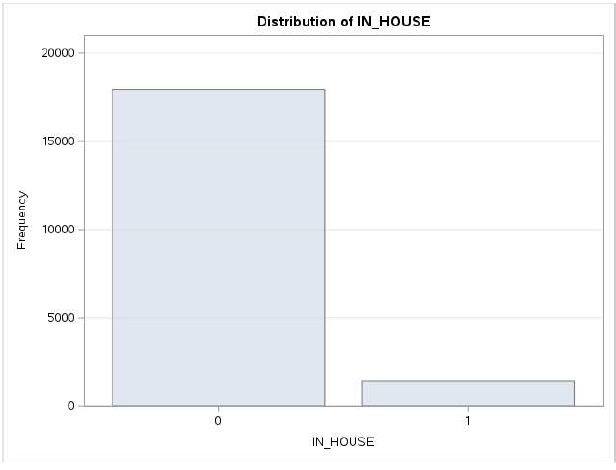 Distribution of IN_HOUSE
20000
15000
10000
5000
0
Frequency
0 1
IN_HOUSE